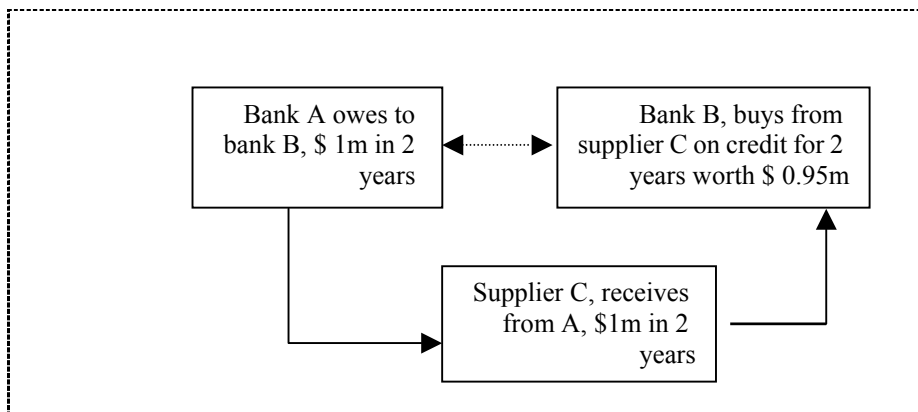 Bank A owes to
bank B, $ 1m in 2
years
Bank B, buys from
supplier C on credit for 2
years worth $ 0.95m
Supplier C, receives
from A, $1m in 2
years